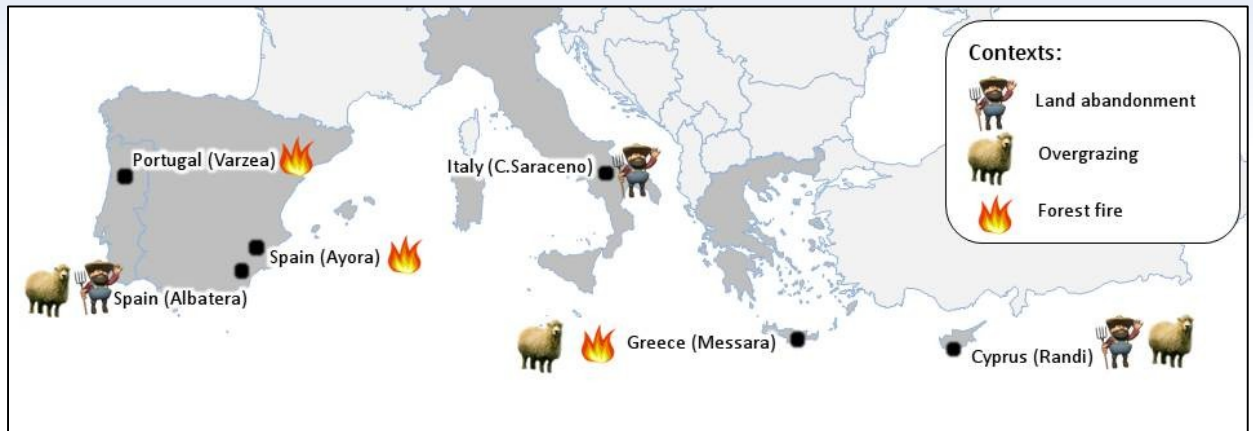 Contexts:
Land abandonment
Overgrazing
Forest fire
Portugal (Varzea)
Italy (C.Saraceno)
Spain (Ayora)
Spain (Albatera)
Greece (Messara)
Cyprus (Randi)